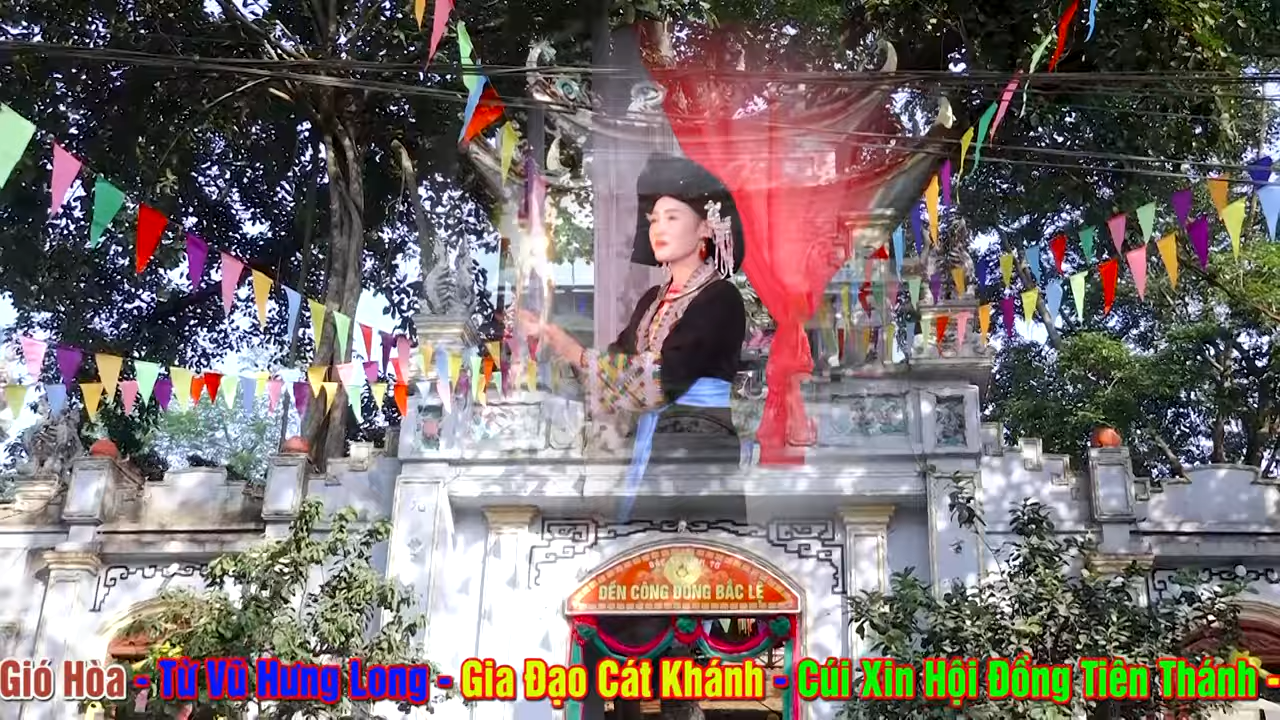 ĐỀN CÔNG ĐỒNG BẮC LỆ
Gió Hòa - Từ Vũ Hưng Long - Gia Đạo Cát Khánh - Cúi Xin Hội Đồng Tiên Thánh -